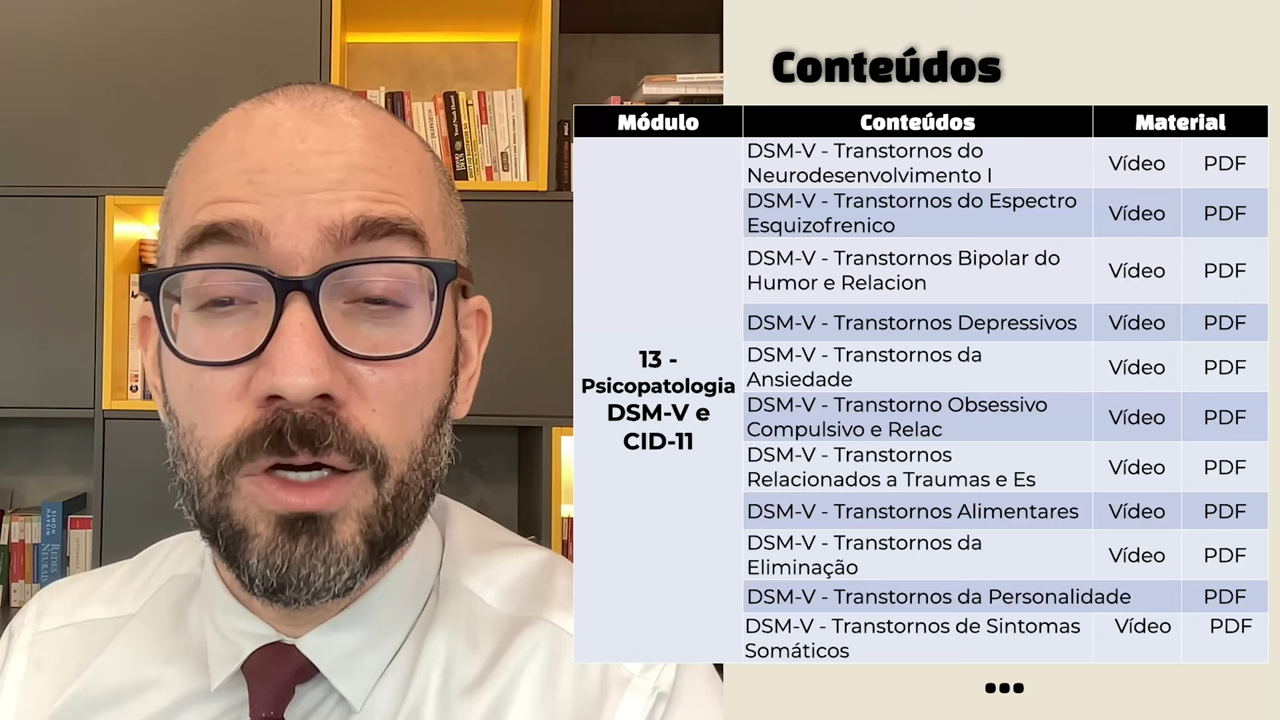 Conteúdos
Módulo Conteúdos Material
13 -
Psicopatologia
DSM-V e
CID-11
DSM-V - Transtornos do
Neurodesenvolvimento I
Vídeo PDF
DSM-V - Transtornos do Espectro
Esquizofrenico
Vídeo PDF
DSM-V - Transtornos Bipolar do
Humor e Relacion
Vídeo PDF
DSM-V - Transtornos Depressivos Vídeo PDF
DSM-V - Transtornos da
Ansiedade
Vídeo PDF
DSM-V - Transtorno Obsessivo
Compulsivo e Relac
Vídeo PDF
DSM-V - Transtornos
Relacionados a Traumas e Es
Vídeo PDF
DSM-V - Transtornos Alimentares Vídeo PDF
DSM-V - Transtornos da
Eliminação
Vídeo PDF
DSM-V - Transtornos da Personalidade PDF
DSM-V - Transtornos de Sintomas
Somáticos
Vídeo PDF
...
SIMON
HAYKIN
REDES
NEURAIS